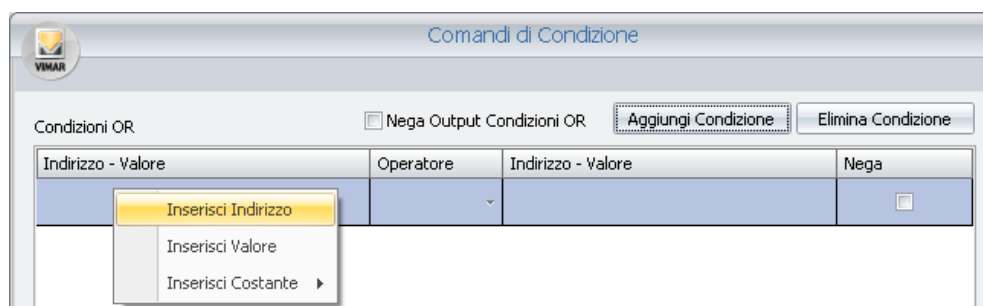 Comandi di Condizione
VIMAR
Condizioni OR Nega Output Condizioni OR Aggiungi Condizione Elimina Condizione
Indirizzo - Valore Operatore Indirizzo - Valore Nega
Inserisci Indirizzo
Inserisci Valore
Inserisci Costante